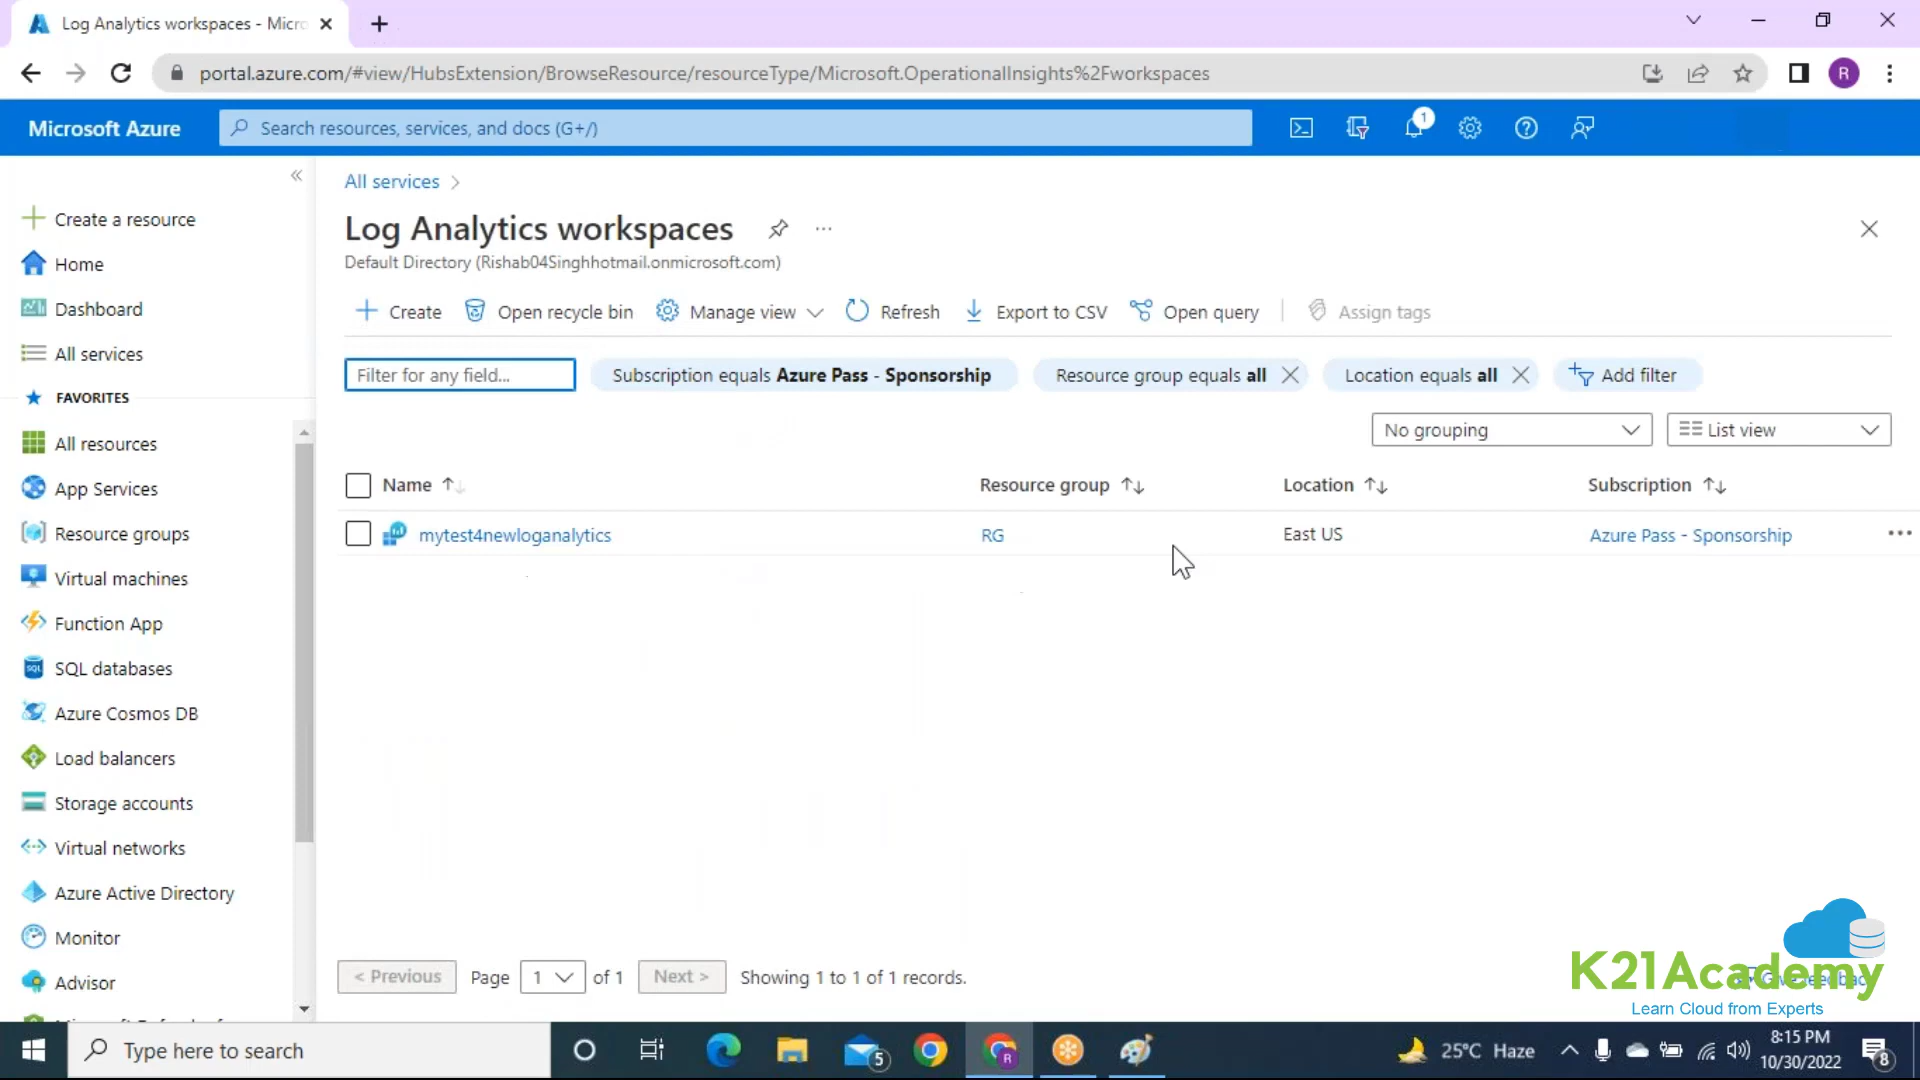 Log Analytics workspaces - Micro
portal.azure.com/#view/HubsExtension/BrowseResource/resourceType/Microsoft.OperationalInsights%2Fworkspaces
R
Microsoft Azure
Search resources, services, and docs (G+/)
1
Create a resource
Home
Dashboard
All services
FAVORITES
All resources
App Services
Resource groups
Virtual machines
Function App
SQL databases
Azure Cosmos DB
Load balancers
Storage accounts
Virtual networks
Azure Active Directory
Monitor
Advisor
All services
Log Analytics workspaces
Default Directory (Rishab04Singhhotmail.onmicrosoft.com)
Create
Open recycle bin
Manage view
Refresh
Export to CSV
Open query
Assign tags
Filter for any field...
Subscription equals Azure Pass - Sponsorship
Resource group equals all
Location equals all
Add filter
No grouping
List view
Name
Resource group
Location
Subscription
mytest4newloganalytics
RG
East US
Azure Pass - Sponsorship
< Previous
Page
1
of 1
Next >
Showing 1 to 1 of 1 records.
K21Academy
Learn Cloud from Experts
Type here to search
5
R
25°C Haze
8:15 PM
10/30/2022
8